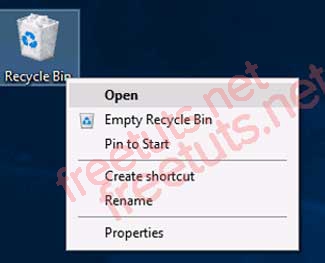 Recycle Bin
Open
Empty Recycle Bin
Pin to Start
Create shortcut
Rename
Properties
freetuts.net
freetuts.net